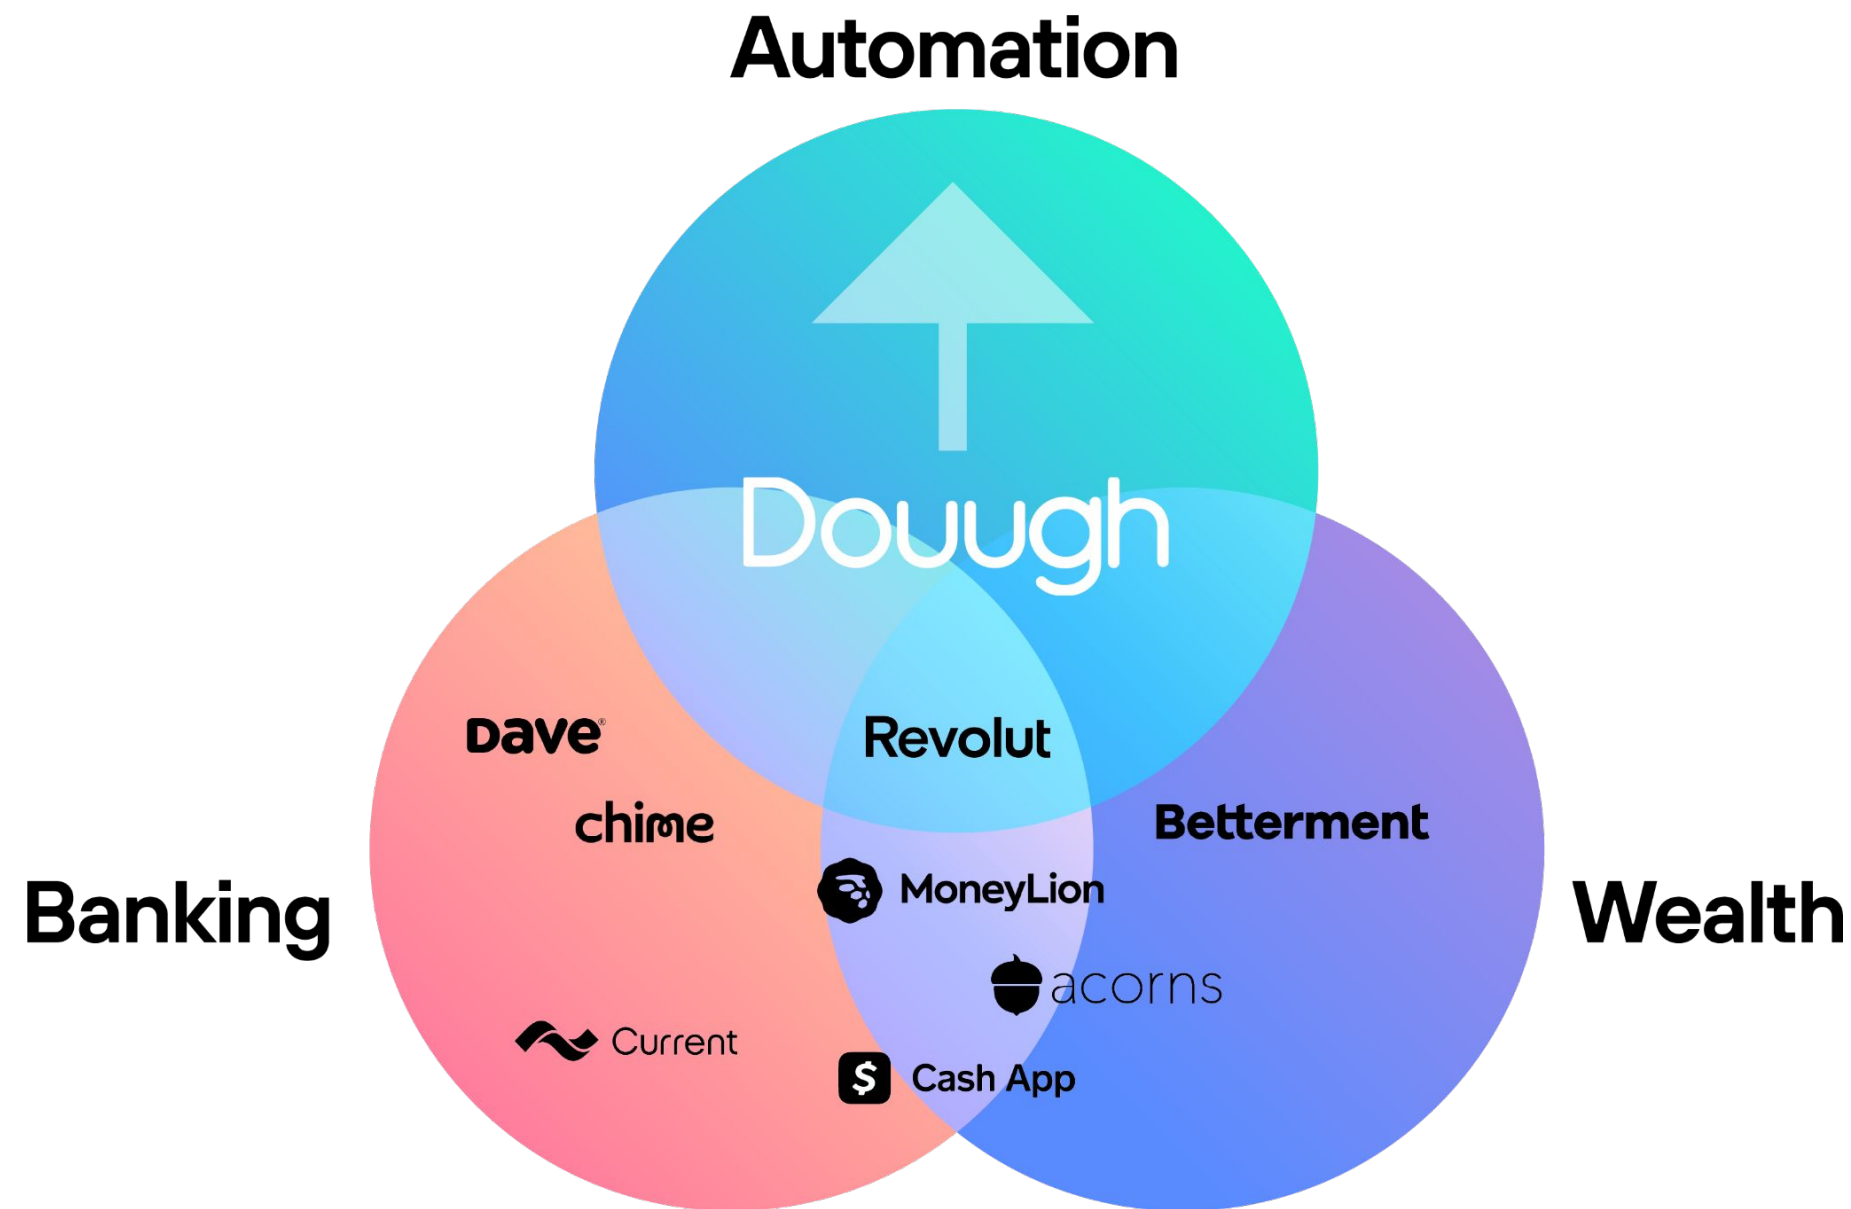 Automation
Douugh
Dave®
Revolut
chime
Betterment
Banking
MoneyLion
Wealth
acorns
Current
$ Cash App